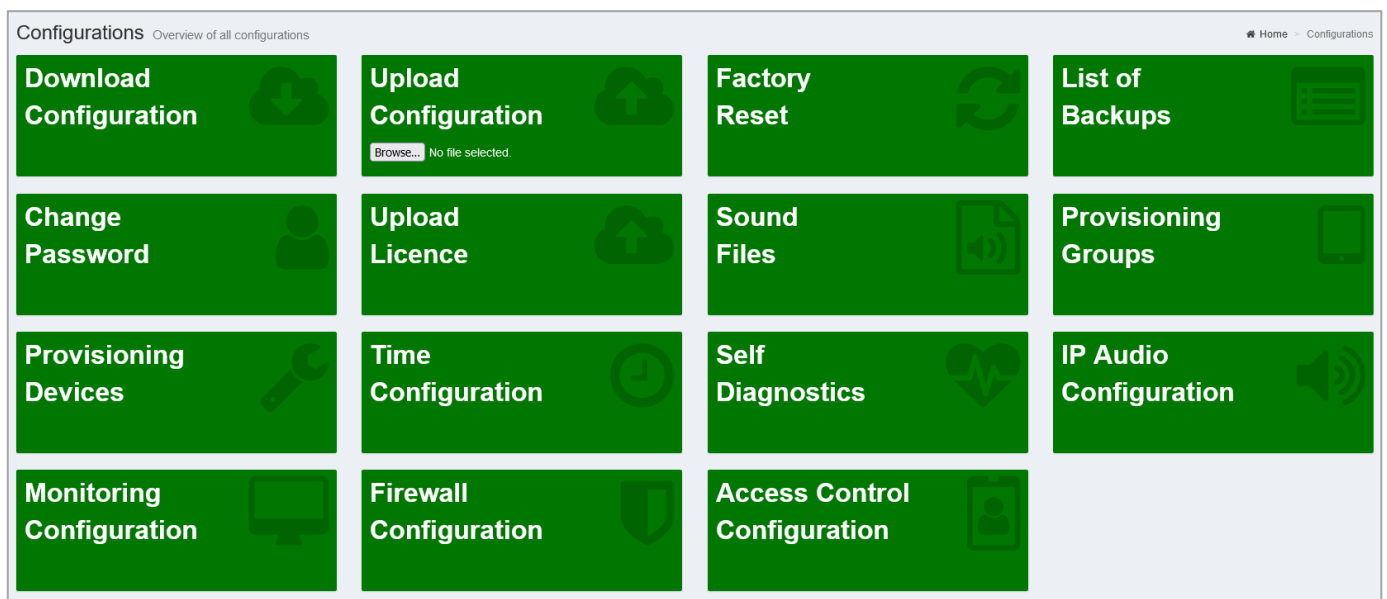 Configurations Overview of all configurations
Home > Configurations
Download
Configuration
Upload
Configuration
Browse... No file selected.
Factory
Reset
List of
Backups
Change
Password
Upload
Licence
Sound
Files
Provisioning
Groups
Provisioning
Devices
Time
Configuration
Self
Diagnostics
IP Audio
Configuration
Monitoring
Configuration
Firewall
Configuration
Access Control
Configuration